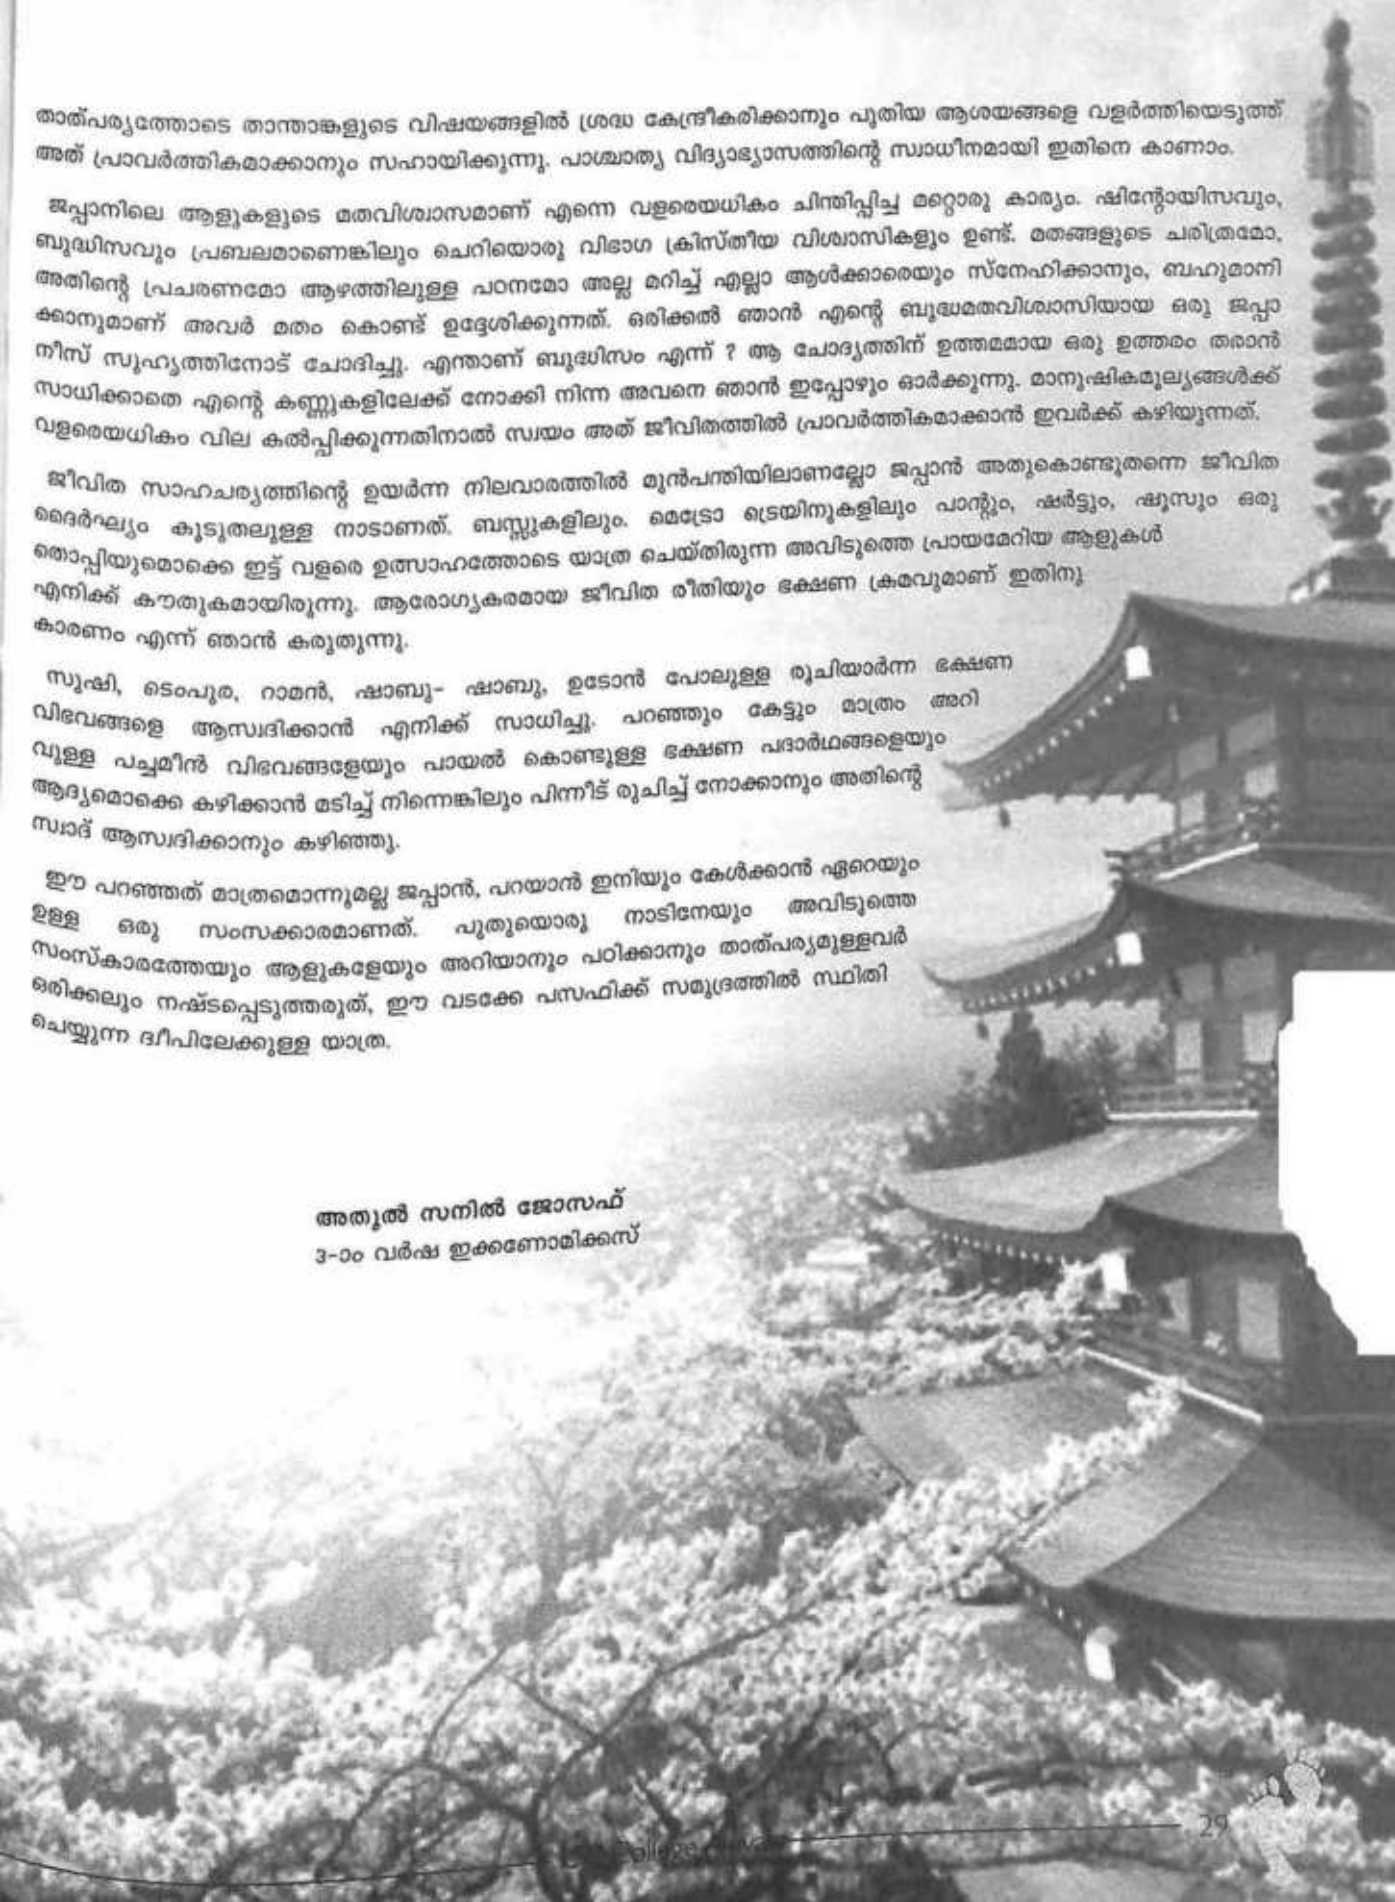 താത്പര്യത്തോടെ താന്താങ്കളുടെ വിഷയങ്ങളിൽ ശ്രദ്ധ കേന്ദ്രീകരിക്കാനും പുതിയ ആശയങ്ങളെ വളർത്തിയെടുത്ത്
അത് പ്രാവർത്തികമാക്കാനും സഹായിക്കുന്നു. പാശ്ചാത്യ വിദ്യാഭ്യാസത്തിന്റെ സ്വാധീനമായി ഇതിനെ കാണാം.
ജപ്പാനിലെ ആളുകളുടെ മതവിശ്വാസമാണ് എന്നെ വളരെയധികം ചിന്തിപ്പിച്ച മറ്റൊരു കാര്യം. ഷിന്റോയിസവും,
ബുദ്ധിസവും പ്രബലമാണെങ്കിലും ചെറിയൊരു വിഭാഗ ക്രിസ്തീയ വിശ്വാസികളും ഉണ്ട്. മതങ്ങളുടെ ചരിത്രമോ,
അതിന്റെ പ്രചരണമോ ആഴത്തിലുള്ള പഠനമോ അല്ല മറിച്ച് എല്ലാ ആൾക്കാരെയും സ്നേഹിക്കാനും, ബഹുമാനി
ക്കാനുമാണ് അവർ മതം കൊണ്ട് ഉദ്ദേശിക്കുന്നത്. ഒരിക്കൽ ഞാൻ എന്റെ ബുദ്ധമതവിശ്വാസിയായ ഒരു ജപ്പാ
നീസ് സുഹൃത്തിനോട് ചോദിച്ചു. എന്താണ് ബുദ്ധിസം എന്ന് ? ആ ചോദ്യത്തിന് ഉത്തമമായ ഒരു ഉത്തരം തരാൻ
സാധിക്കാതെ എന്റെ കണ്ണുകളിലേക്ക് നോക്കി നിന്ന അവനെ ഞാൻ ഇപ്പോഴും ഓർക്കുന്നു. മാനുഷികമൂല്യങ്ങൾക്ക്
വളരെയധികം വില കൽപ്പിക്കുന്നതിനാൽ സ്വയം അത് ജീവിതത്തിൽ പ്രാവർത്തികമാക്കാൻ ഇവർക്ക് കഴിയുന്നത്.
ജീവിത സാഹചര്യത്തിന്റെ ഉയർന്ന നിലവാരത്തിൽ മുൻപന്തിയിലാണല്ലോ ജപ്പാൻ അതുകൊണ്ടുതന്നെ ജീവിത
ദൈർഘ്യം കൂടുതലുള്ള നാടാണത്. ബസ്സുകളിലും. മെട്രോ ട്രെയിനുകളിലും പാന്റും, ഷർട്ടും, ഷൂസും ഒരു
തൊപ്പിയുമൊക്കെ ഇട്ട് വളരെ ഉത്സാഹത്തോടെ യാത്ര ചെയ്തിരുന്ന അവിടുത്തെ പ്രായമേറിയ ആളുകൾ
എനിക്ക് കൗതുകമായിരുന്നു. ആരോഗ്യകരമായ ജീവിത രീതിയും ഭക്ഷണ ക്രമവുമാണ് ഇതിനു
കാരണം എന്ന് ഞാൻ കരുതുന്നു.
സുഷി, ടെംപുര, റാമൻ, ഷാബു- ഷാബു, ഉടോൻ പോലുള്ള രുചിയാർന്ന ഭക്ഷണ
വിഭവങ്ങളെ ആസ്വദിക്കാൻ എനിക്ക് സാധിച്ചു. പറഞ്ഞും കേട്ടും മാത്രം അറി
വുള്ള പച്ചമീൻ വിഭവങ്ങളേയും പായൽ കൊണ്ടുള്ള ഭക്ഷണ പദാർഥങ്ങളെയും
ആദ്യമൊക്കെ കഴിക്കാൻ മടിച്ച് നിന്നെങ്കിലും പിന്നീട് രുചിച്ച് നോക്കാനും അതിന്റെ
സ്വാദ് ആസ്വദിക്കാനും കഴിഞ്ഞു.
ഈ പറഞ്ഞത് മാത്രമൊന്നുമല്ല ജപ്പാൻ, പറയാൻ ഇനിയും കേൾക്കാൻ ഏറെയും
ഉള്ള ഒരു സംസക്കാരമാണത്. പുതുയൊരു നാടിനേയും അവിടുത്തെ
സംസ്കാരത്തേയും ആളുകളേയും അറിയാനും പഠിക്കാനും താത്പര്യമുള്ളവർ
ഒരിക്കലും നഷ്ടപ്പെടുത്തരുത്, ഈ വടക്കേ പസഫിക്ക് സമുദ്രത്തിൽ സ്ഥിതി
ചെയ്യുന്ന ദ്വീപിലേക്കുള്ള യാത്ര.
അതുൽ സനിൽ ജോസഫ്
3-ാം വർഷ ഇക്കണോമിക്കസ്
College
29